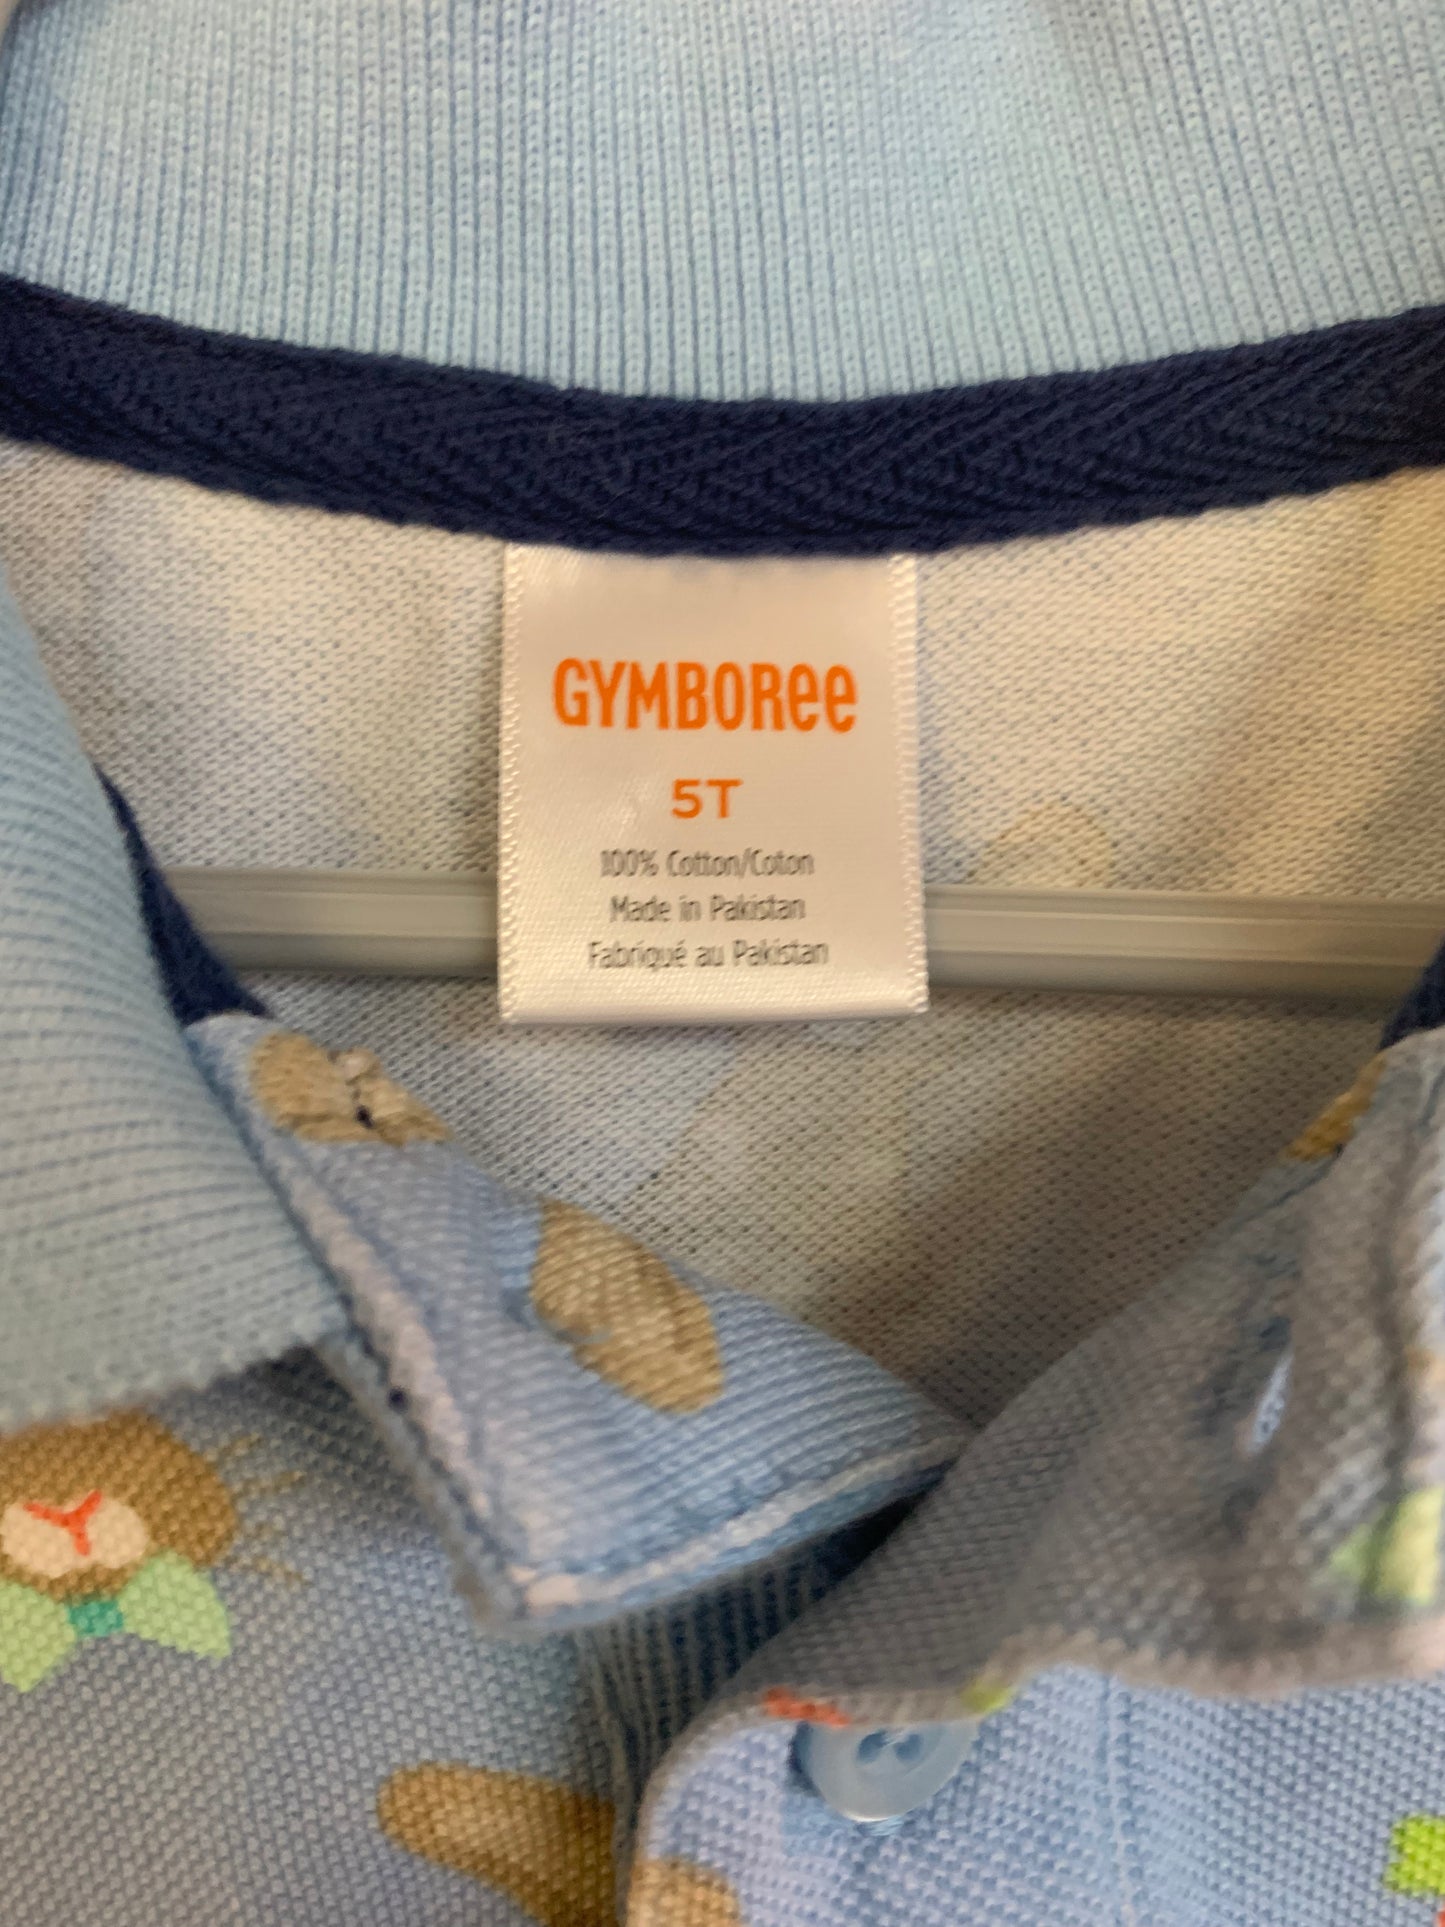 GYMBOREE
5T
100% Cotton/Coton
Made in Pakistan
Fabriqué au Pakistan